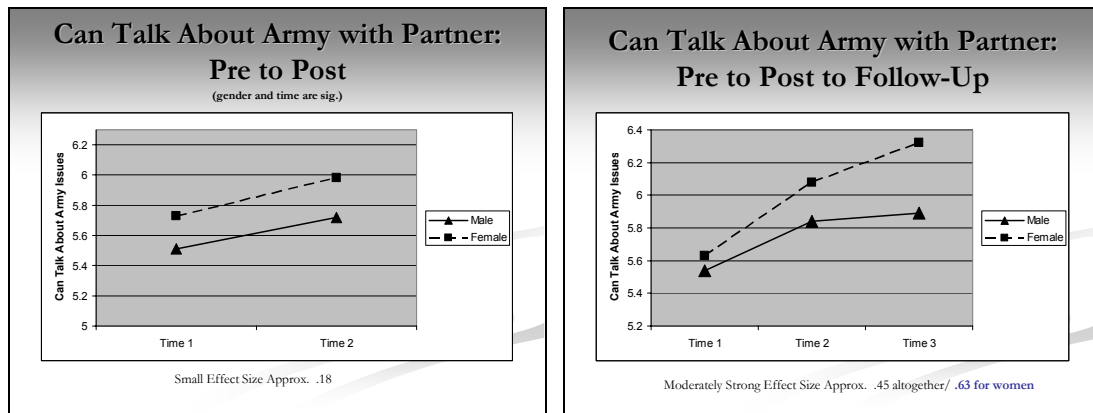 Can Talk About Army with Partner:
Pre to Post
(gender and time are sig.)
Can Talk About Army Issues
6.2
6
5.8
5.6
5.4
5.2
5
Time 1
Time 2
Male
Female
Small Effect Size Approx. .18
Can Talk About Army with Partner:
Pre to Post to Follow-Up
Can Talk About Army Issues
6.4
6.2
6
5.8
5.6
5.4
5.2
Time 1
Time 2
Time 3
Male
Female
Moderately Strong Effect Size Approx. .45 altogether/ .63 for women